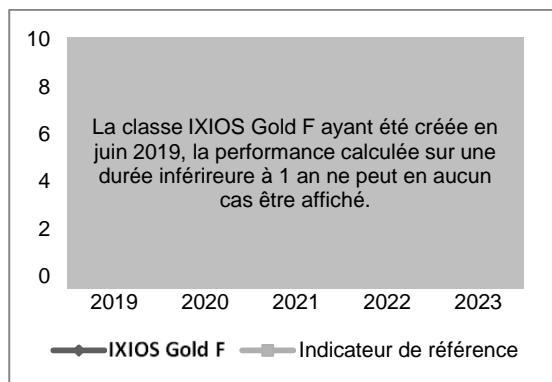 10
8
6
4
2
0
La classe IXIOS Gold F ayant été créée en
juin 2019, la performance calculée sur une
durée inférireure à 1 an ne peut en aucun
cas être affiché.
2019 2020 2021 2022 2023
IXIOS Gold F Indicateur de référence